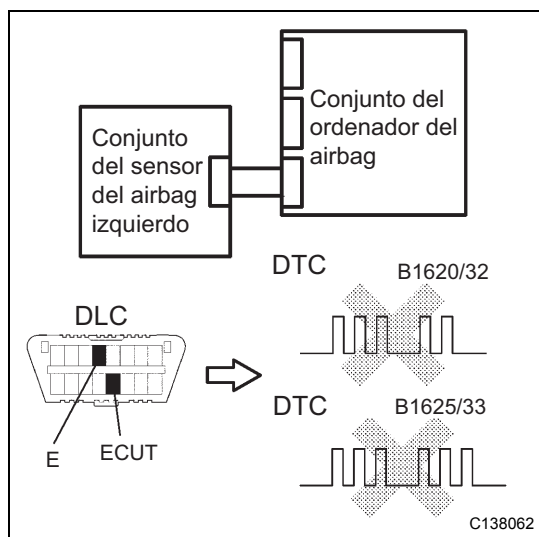 Conjunto
del sensor
del airbag
izquierdo
Conjunto del
ordenador del
airbag
DTC
B1620/32
DLC
DTC
B1625/33
E
ECUT
C138062